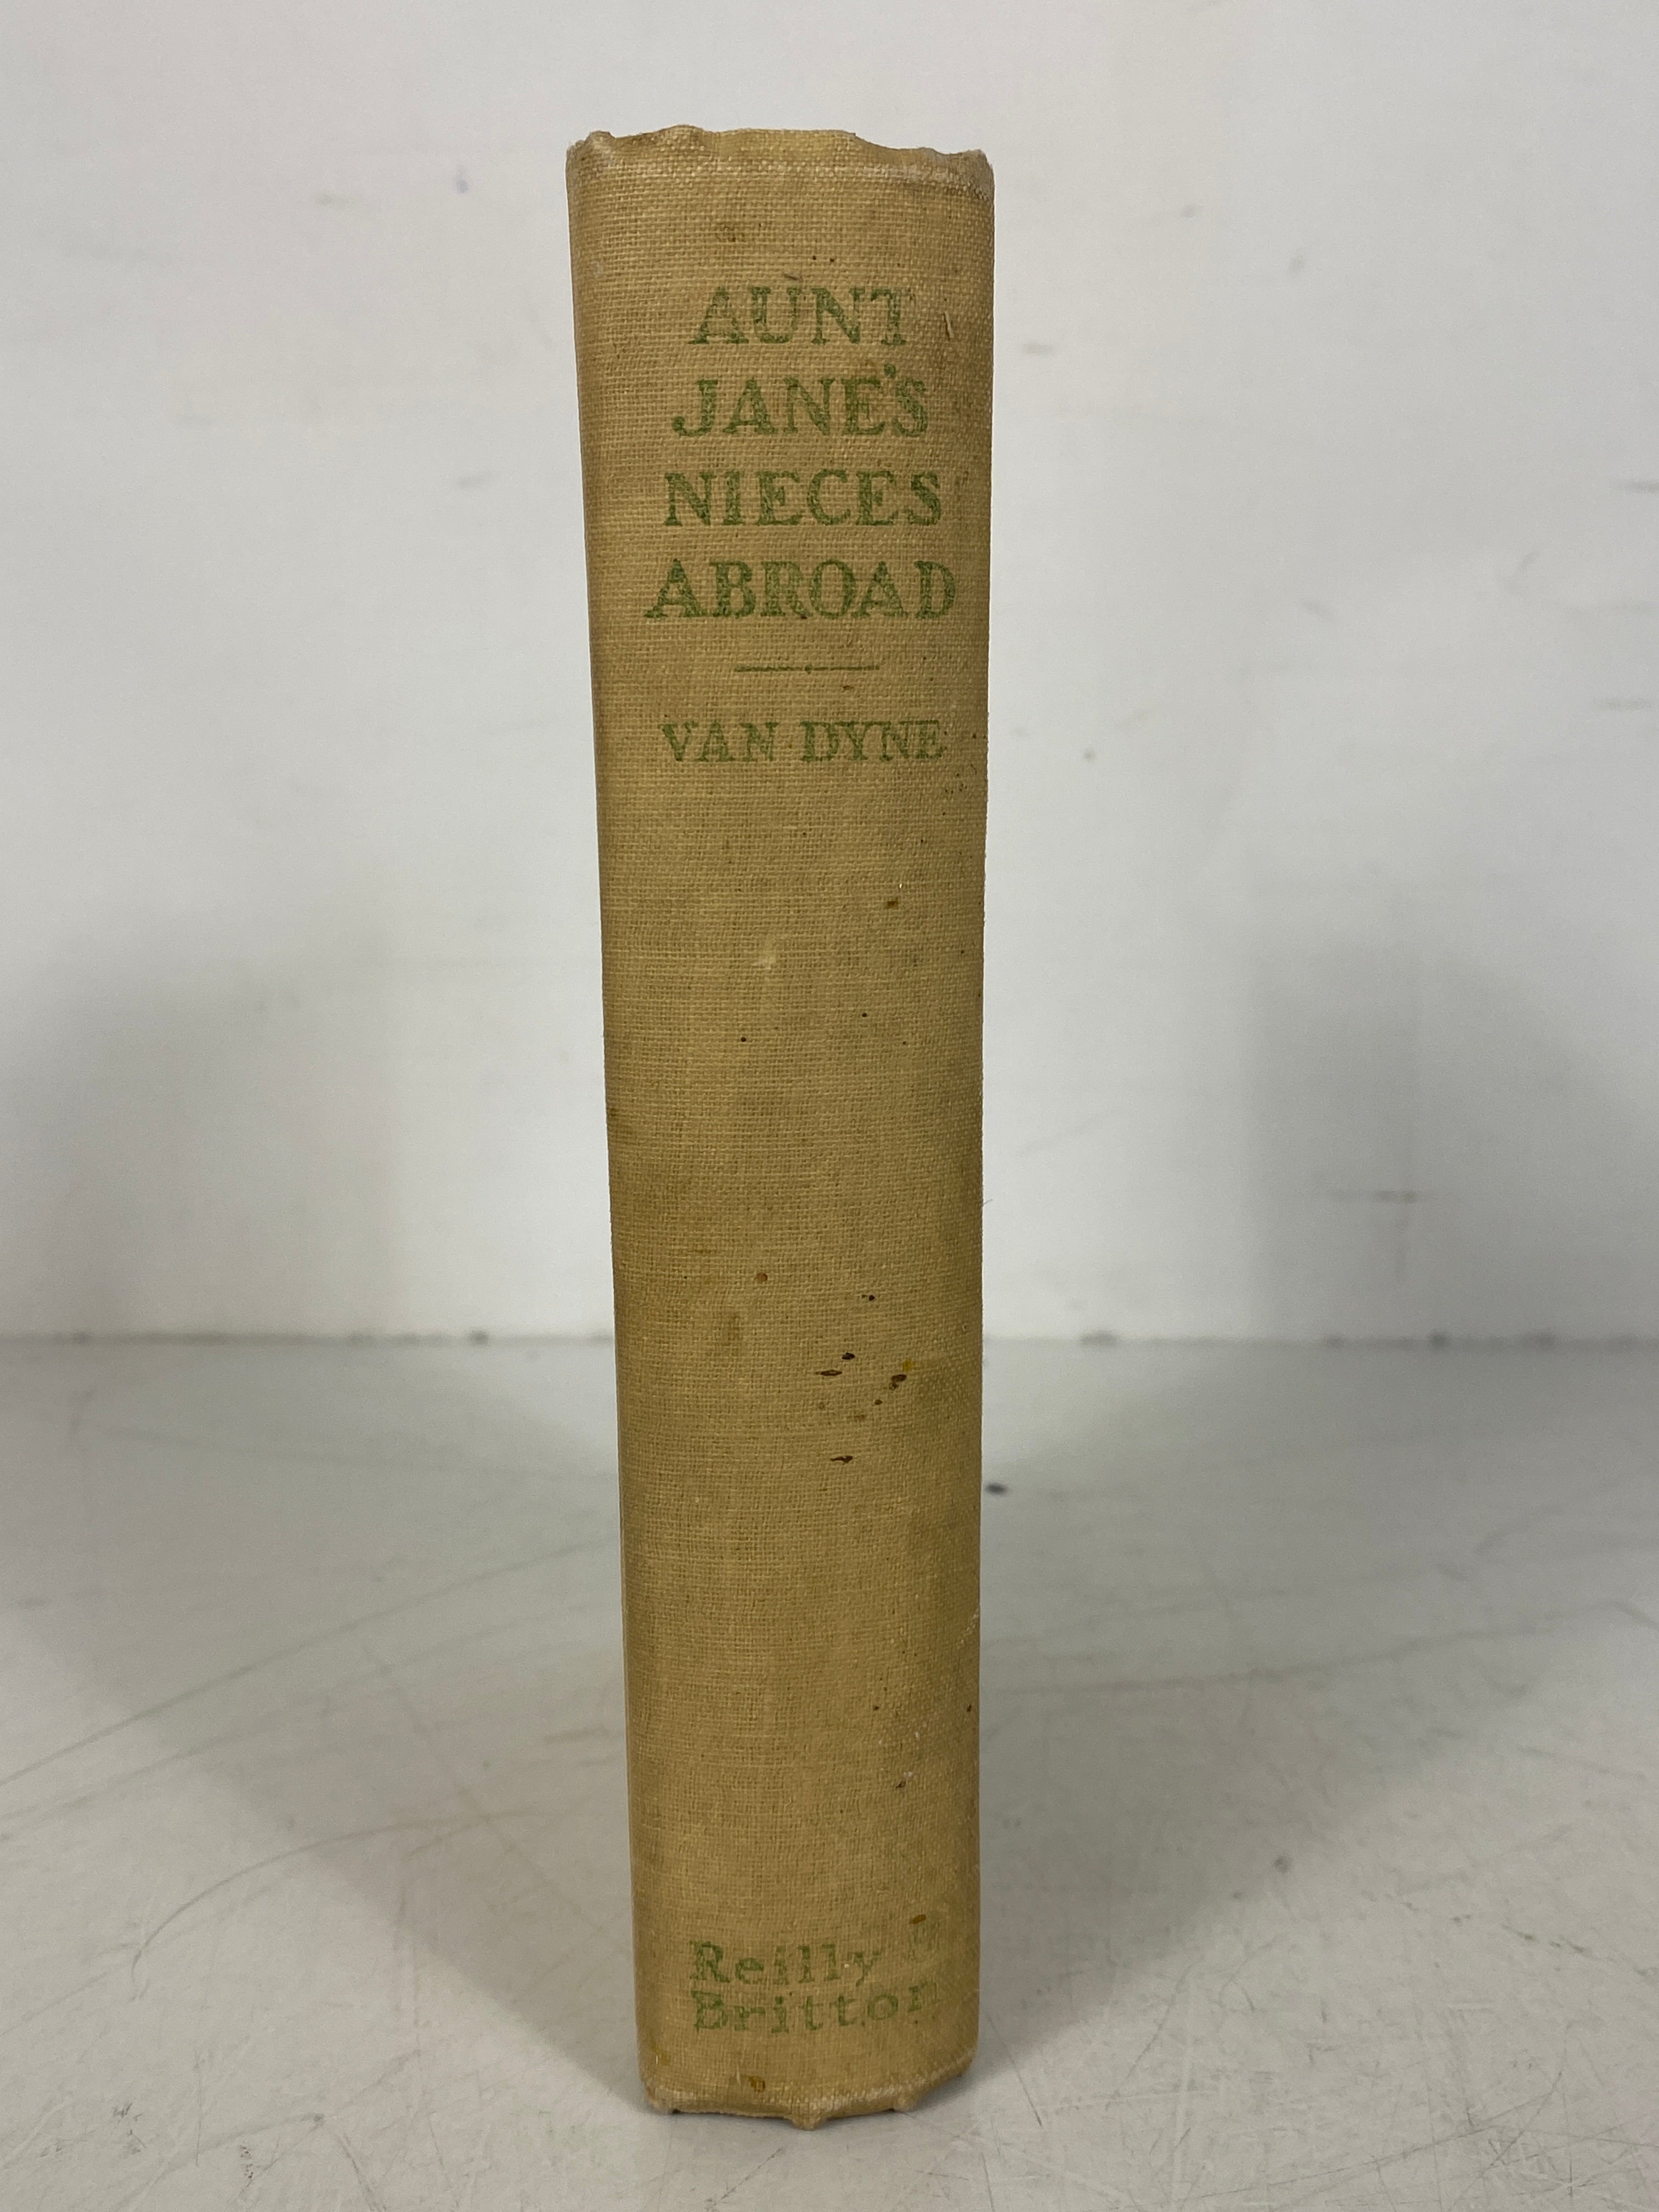 AUNT
JANE'S
NIECES
ABROAD
VAN DYNE
Reilly &
Britton